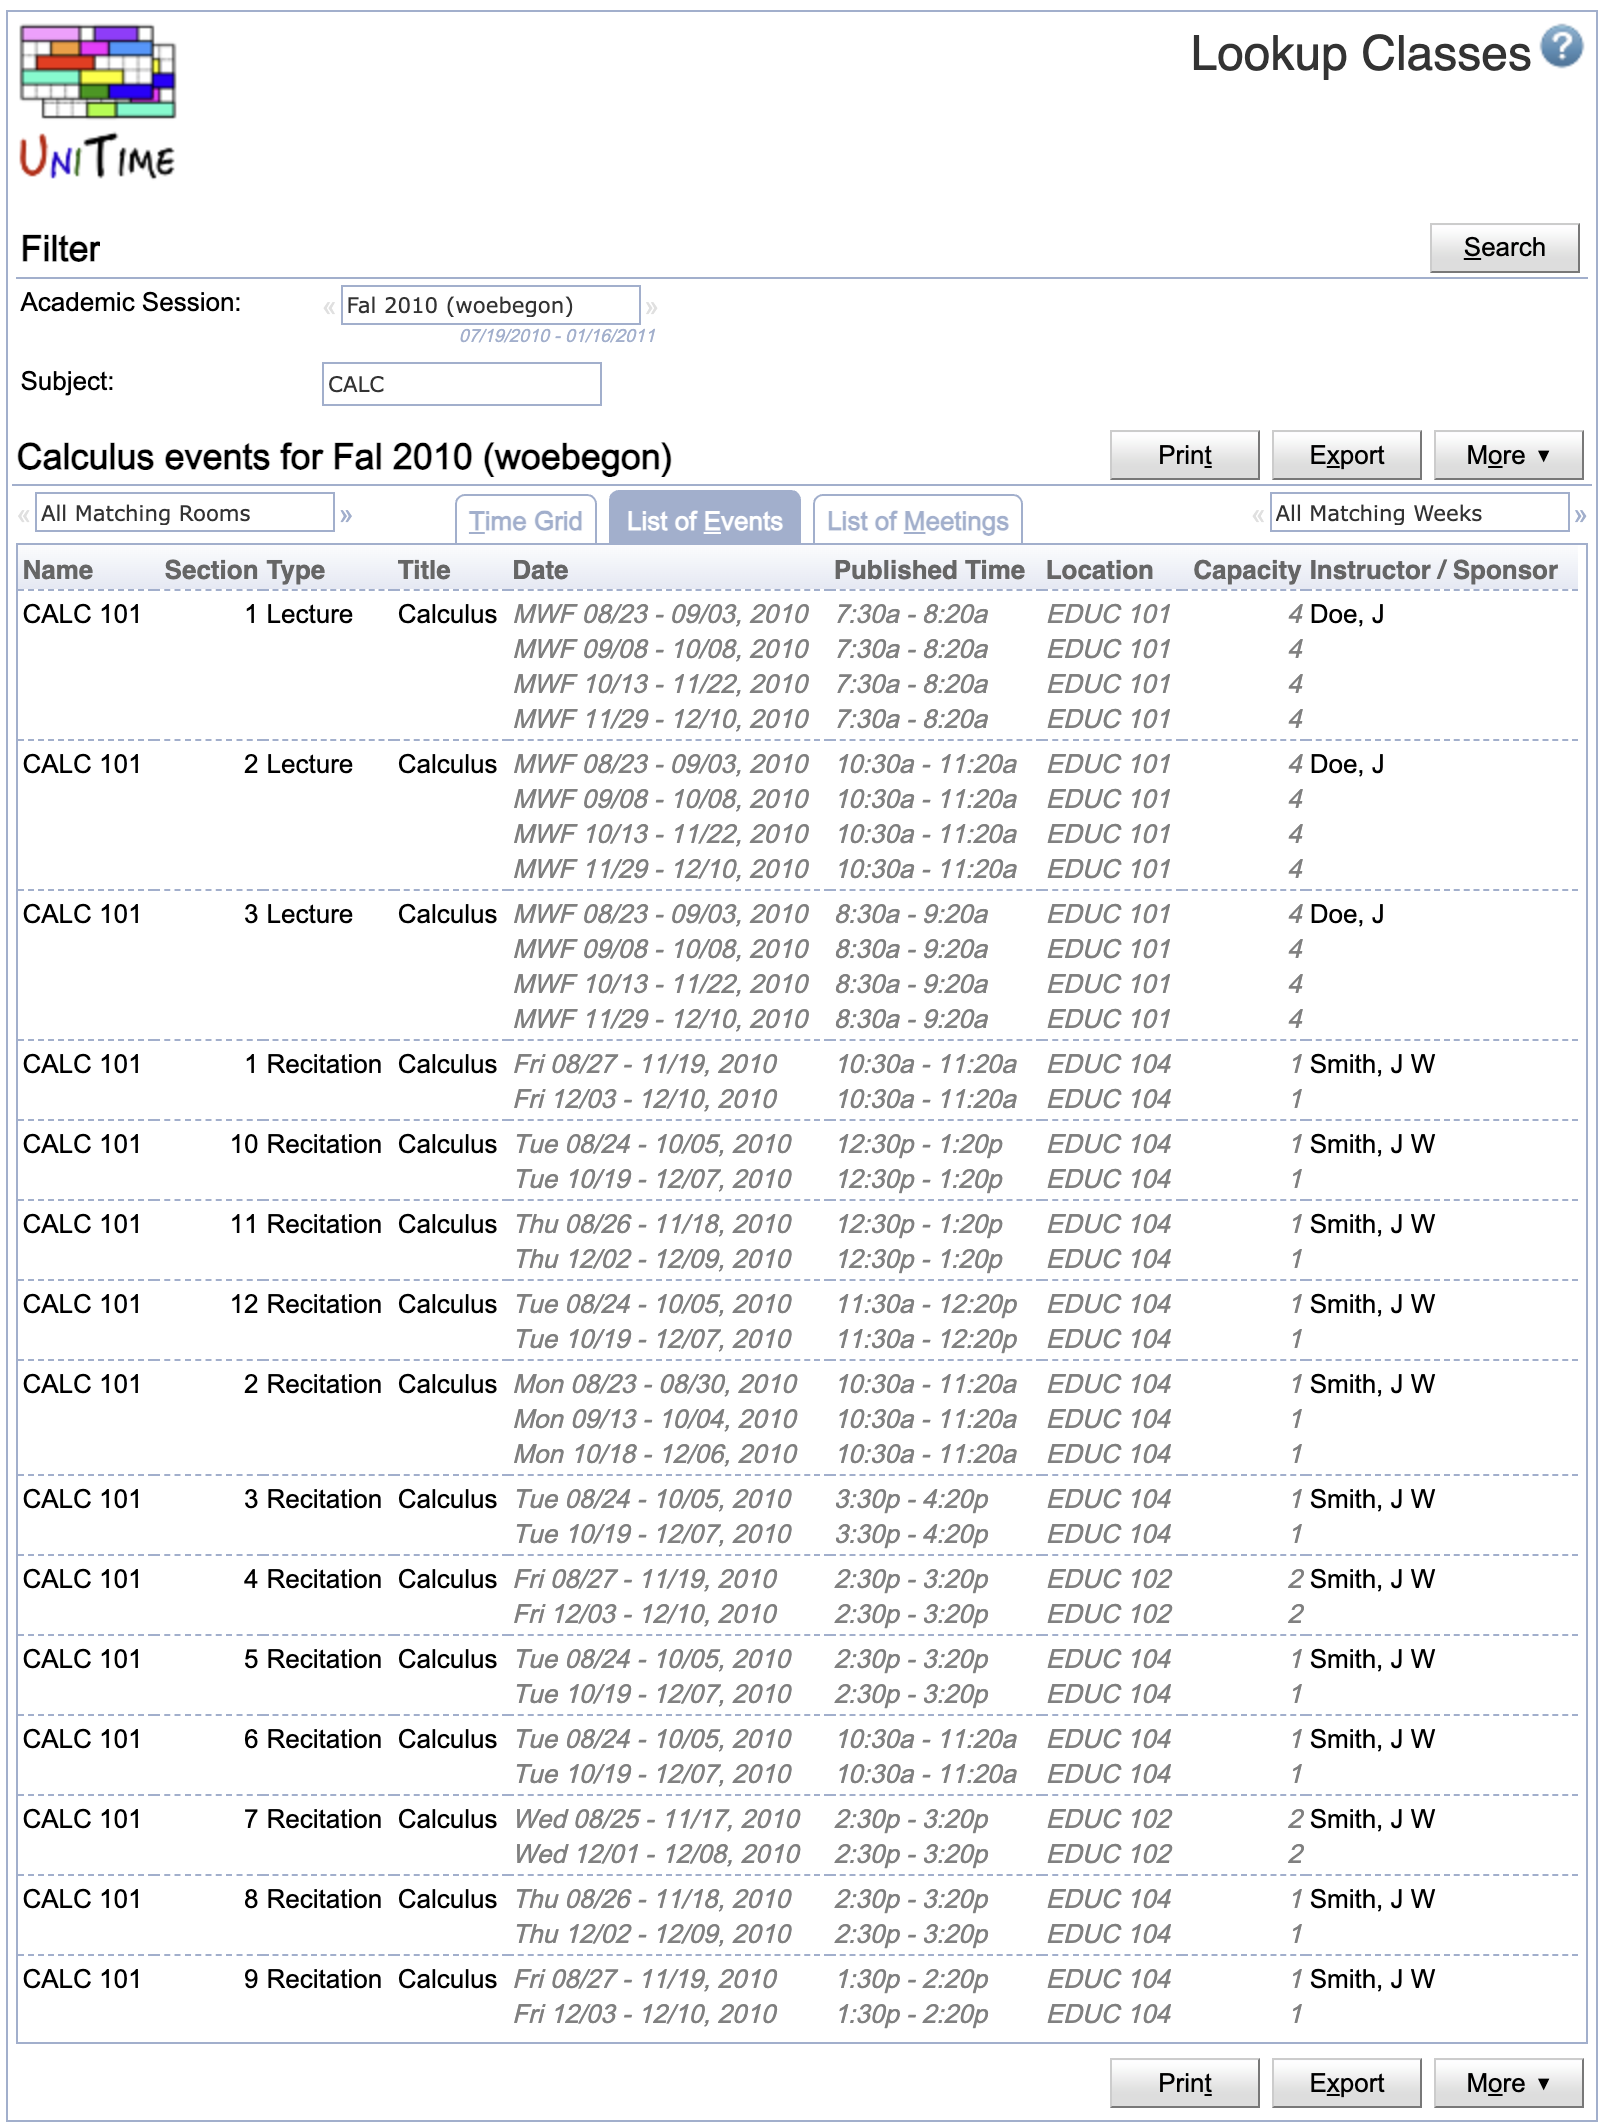 Lookup Classes ?
UNITIME
Filter Search
Academic Session: « Fal 2010 (woebegon) »
07/19/2010 - 01/16/2011
Subject: CALC
Calculus events for Fal 2010 (woebegon) Print Export More ▼
« All Matching Rooms » Time Grid List of Events List of Meetings « All Matching Weeks »
Name Section Type Title Date Published Time Location Capacity Instructor / Sponsor
CALC 101 1 Lecture Calculus MWF 08/23 - 09/03, 2010 7:30a - 8:20a EDUC 101 4 Doe, J
MWF 09/08 - 10/08, 2010 7:30a - 8:20a EDUC 101 4
MWF 10/13 - 11/22, 2010 7:30a - 8:20a EDUC 101 4
MWF 11/29 - 12/10, 2010 7:30a - 8:20a EDUC 101 4
CALC 101 2 Lecture Calculus MWF 08/23 - 09/03, 2010 10:30a - 11:20a EDUC 101 4 Doe, J
MWF 09/08 - 10/08, 2010 10:30a - 11:20a EDUC 101 4
MWF 10/13 - 11/22, 2010 10:30a - 11:20a EDUC 101 4
MWF 11/29 - 12/10, 2010 10:30a - 11:20a EDUC 101 4
CALC 101 3 Lecture Calculus MWF 08/23 - 09/03, 2010 8:30a - 9:20a EDUC 101 4 Doe, J
MWF 09/08 - 10/08, 2010 8:30a - 9:20a EDUC 101 4
MWF 10/13 - 11/22, 2010 8:30a - 9:20a EDUC 101 4
MWF 11/29 - 12/10, 2010 8:30a - 9:20a EDUC 101 4
CALC 101 1 Recitation Calculus Fri 08/27 - 11/19, 2010 10:30a - 11:20a EDUC 104 1 Smith, J W
Fri 12/03 - 12/10, 2010 10:30a - 11:20a EDUC 104 1
CALC 101 10 Recitation Calculus Tue 08/24 - 10/05, 2010 12:30p - 1:20p EDUC 104 1 Smith, J W
Tue 10/19 - 12/07, 2010 12:30p - 1:20p EDUC 104 1
CALC 101 11 Recitation Calculus Thu 08/26 - 11/18, 2010 12:30p - 1:20p EDUC 104 1 Smith, J W
Thu 12/02 - 12/09, 2010 12:30p - 1:20p EDUC 104 1
CALC 101 12 Recitation Calculus Tue 08/24 - 10/05, 2010 11:30a - 12:20p EDUC 104 1 Smith, J W
Tue 10/19 - 12/07, 2010 11:30a - 12:20p EDUC 104 1
CALC 101 2 Recitation Calculus Mon 08/23 - 08/30, 2010 10:30a - 11:20a EDUC 104 1 Smith, J W
Mon 09/13 - 10/04, 2010 10:30a - 11:20a EDUC 104 1
Mon 10/18 - 12/06, 2010 10:30a - 11:20a EDUC 104 1
CALC 101 3 Recitation Calculus Tue 08/24 - 10/05, 2010 3:30p - 4:20p EDUC 104 1 Smith, J W
Tue 10/19 - 12/07, 2010 3:30p - 4:20p EDUC 104 1
CALC 101 4 Recitation Calculus Fri 08/27 - 11/19, 2010 2:30p - 3:20p EDUC 102 2 Smith, J W
Fri 12/03 - 12/10, 2010 2:30p - 3:20p EDUC 102 2
CALC 101 5 Recitation Calculus Tue 08/24 - 10/05, 2010 2:30p - 3:20p EDUC 104 1 Smith, J W
Tue 10/19 - 12/07, 2010 2:30p - 3:20p EDUC 104 1
CALC 101 6 Recitation Calculus Tue 08/24 - 10/05, 2010 10:30a - 11:20a EDUC 104 1 Smith, J W
Tue 10/19 - 12/07, 2010 10:30a - 11:20a EDUC 104 1
CALC 101 7 Recitation Calculus Wed 08/25 - 11/17, 2010 2:30p - 3:20p EDUC 102 2 Smith, J W
Wed 12/01 - 12/08, 2010 2:30p - 3:20p EDUC 102 2
CALC 101 8 Recitation Calculus Thu 08/26 - 11/18, 2010 2:30p - 3:20p EDUC 104 1 Smith, J W
Thu 12/02 - 12/09, 2010 2:30p - 3:20p EDUC 104 1
CALC 101 9 Recitation Calculus Fri 08/27 - 11/19, 2010 1:30p - 2:20p EDUC 104 1 Smith, J W
Fri 12/03 - 12/10, 2010 1:30p - 2:20p EDUC 104 1
Print Export More ▼